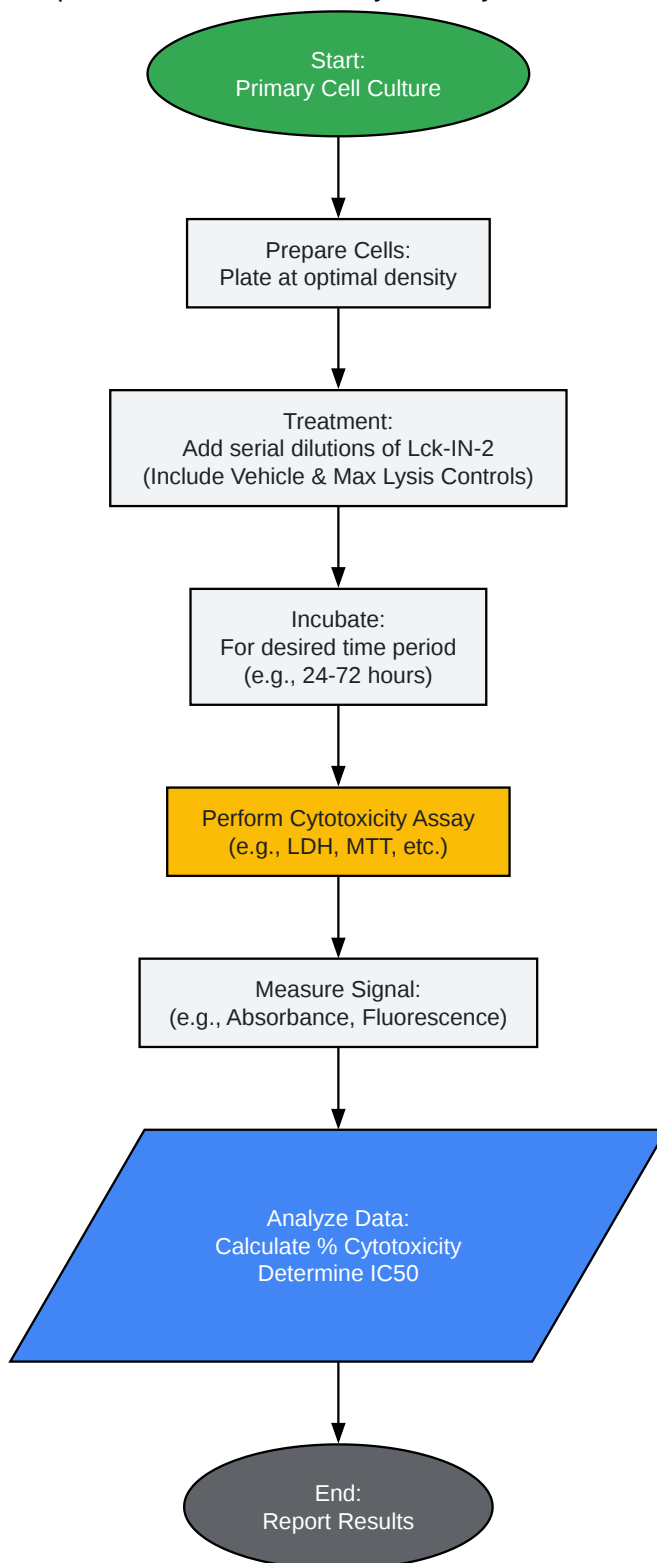 Start:
Primary Cell Culture
Prepare Cells:
Plate at optimal density
Treatment:
Add serial dilutions of Lck-IN-2
(Include Vehicle & Max Lysis Controls)
Incubate:
For desired time period
(e.g., 24-72 hours)
Perform Cytotoxicity Assay
(e.g., LDH, MTT, etc.)
Measure Signal:
(e.g., Absorbance, Fluorescence)
Analyze Data:
Calculate % Cytotoxicity
Determine IC50
End:
Report Results